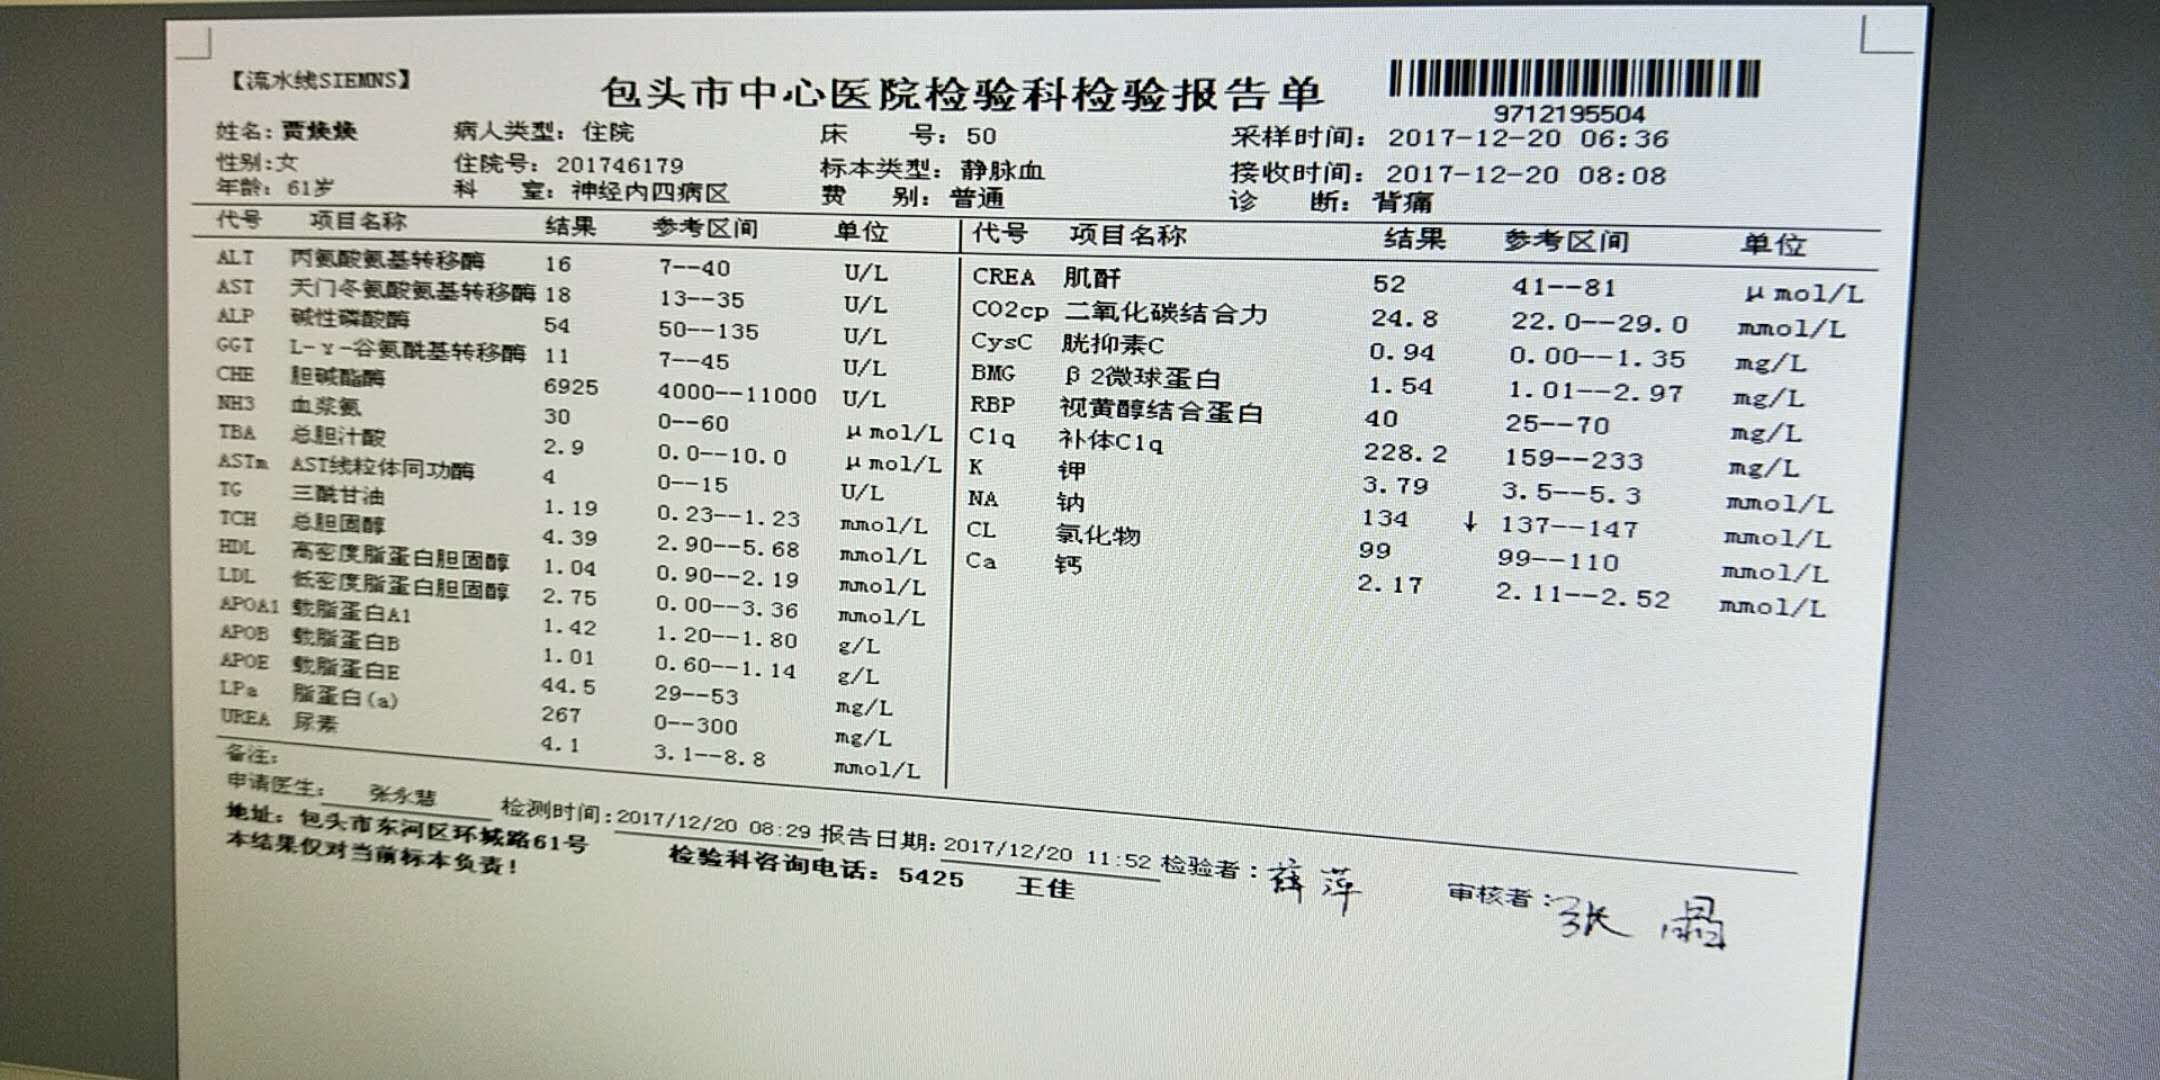 【流水线SIEMNS】
包头市中心医院检验科检验报告单
9712195504
姓名: 贾焕焕 病人类型: 住院 床 号: 50 采样时间: 2017-12-20 06:36
性别:女 住院号: 201746179 标本类型: 静脉血 接收时间: 2017-12-20 08:08
年龄: 61岁 科 室: 神经内四病区 费 别: 普通 诊 断: 背痛
代号 项目名称 结果 参考区间 单位
ALT 丙氨酸氨基转移酶 16 7--40 U/L
AST 天门冬氨酸氨基转移酶 18 13--35 U/L
ALP 碱性磷酸酶 54 50--135 U/L
GGT L-γ-谷氨酰基转移酶 11 7--45 U/L
CHE 胆碱酯酶 6925 4000--11000 U/L
NH3 血浆氨 30 0--60 μmol/L
TBA 总胆汁酸 2.9 0.0--10.0 μmol/L
ASTm AST线粒体同功酶 4 0--15 U/L
TG 三酰甘油 1.19 0.23--1.23 mmol/L
TCH 总胆固醇 4.39 2.90--5.68 mmol/L
HDL 高密度脂蛋白胆固醇 1.04 0.90--2.19 mmol/L
LDL 低密度脂蛋白胆固醇 2.75 0.00--3.36 mmol/L
APOA1 载脂蛋白A1 1.42 1.20--1.80 g/L
APOB 载脂蛋白B 1.01 0.60--1.14 g/L
APOE 载脂蛋白E 44.5 29--53 mg/L
LPa 脂蛋白(a) 267 0--300 mg/L
UREA 尿素 4.1 3.1--8.8 mmol/L
代号 项目名称 结果 参考区间 单位
CREA 肌酐 52 41--81 μmol/L
CO2cp 二氧化碳结合力 24.8 22.0--29.0 mmol/L
CysC 胱抑素C 0.94 0.00--1.35 mg/L
BMG β2微球蛋白 1.54 1.01--2.97 mg/L
RBP 视黄醇结合蛋白 40 25--70 mg/L
C1q 补体C1q 228.2 159--233 mg/L
K 钾 3.79 3.5--5.3 mmol/L
NA 钠 134 ↓ 137--147 mmol/L
CL 氯化物 99 99--110 mmol/L
Ca 钙 2.17 2.11--2.52 mmol/L
备注:
申请医生: 张永慧 检测时间:2017/12/20 08:29 报告日期:2017/12/20 11:52 检验者: 薛萍 审核者: 张晶
地址: 包头市东河区环城路61号 检验科咨询电话: 5425 王佳
本结果仅对当前标本负责!